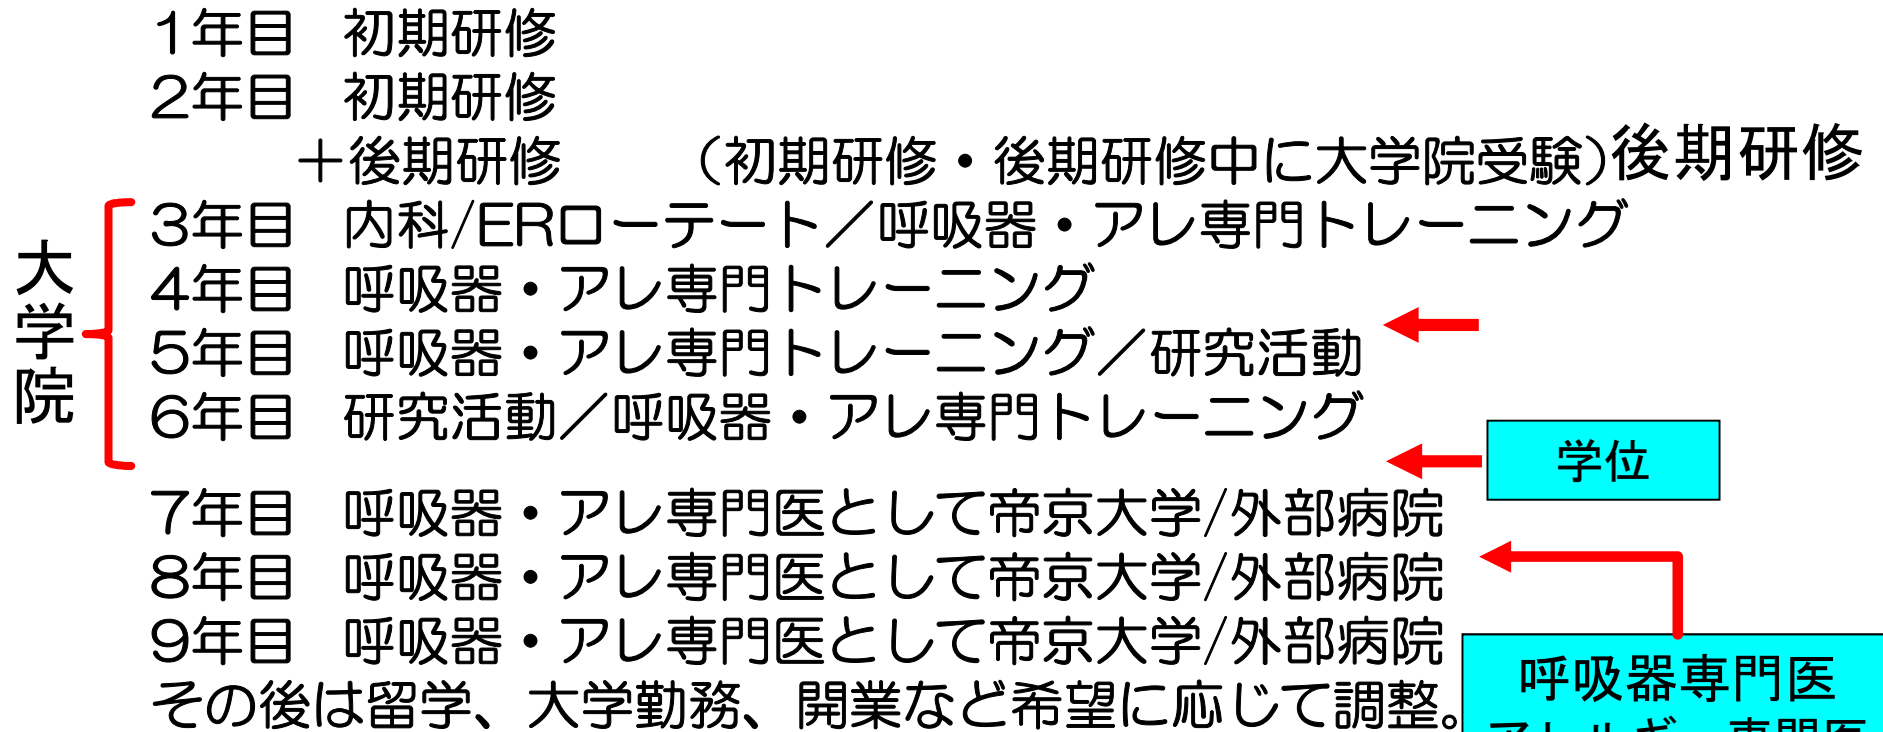 1年目　初期研修
2年目　初期研修
＋後期研修　（初期研修・後期研修中に大学院受験）後期研修
大学院
3年目　内科/ERローテート／呼吸器・アレ専門トレーニング
4年目　呼吸器・アレ専門トレーニング
5年目　呼吸器・アレ専門トレーニング／研究活動
6年目　研究活動／呼吸器・アレ専門トレーニング
学位
7年目　呼吸器・アレ専門医として帝京大学/外部病院
8年目　呼吸器・アレ専門医として帝京大学/外部病院
9年目　呼吸器・アレ専門医として帝京大学/外部病院
その後は留学、大学勤務、開業など希望に応じて調整。
呼吸器専門医
アレルギー専門医